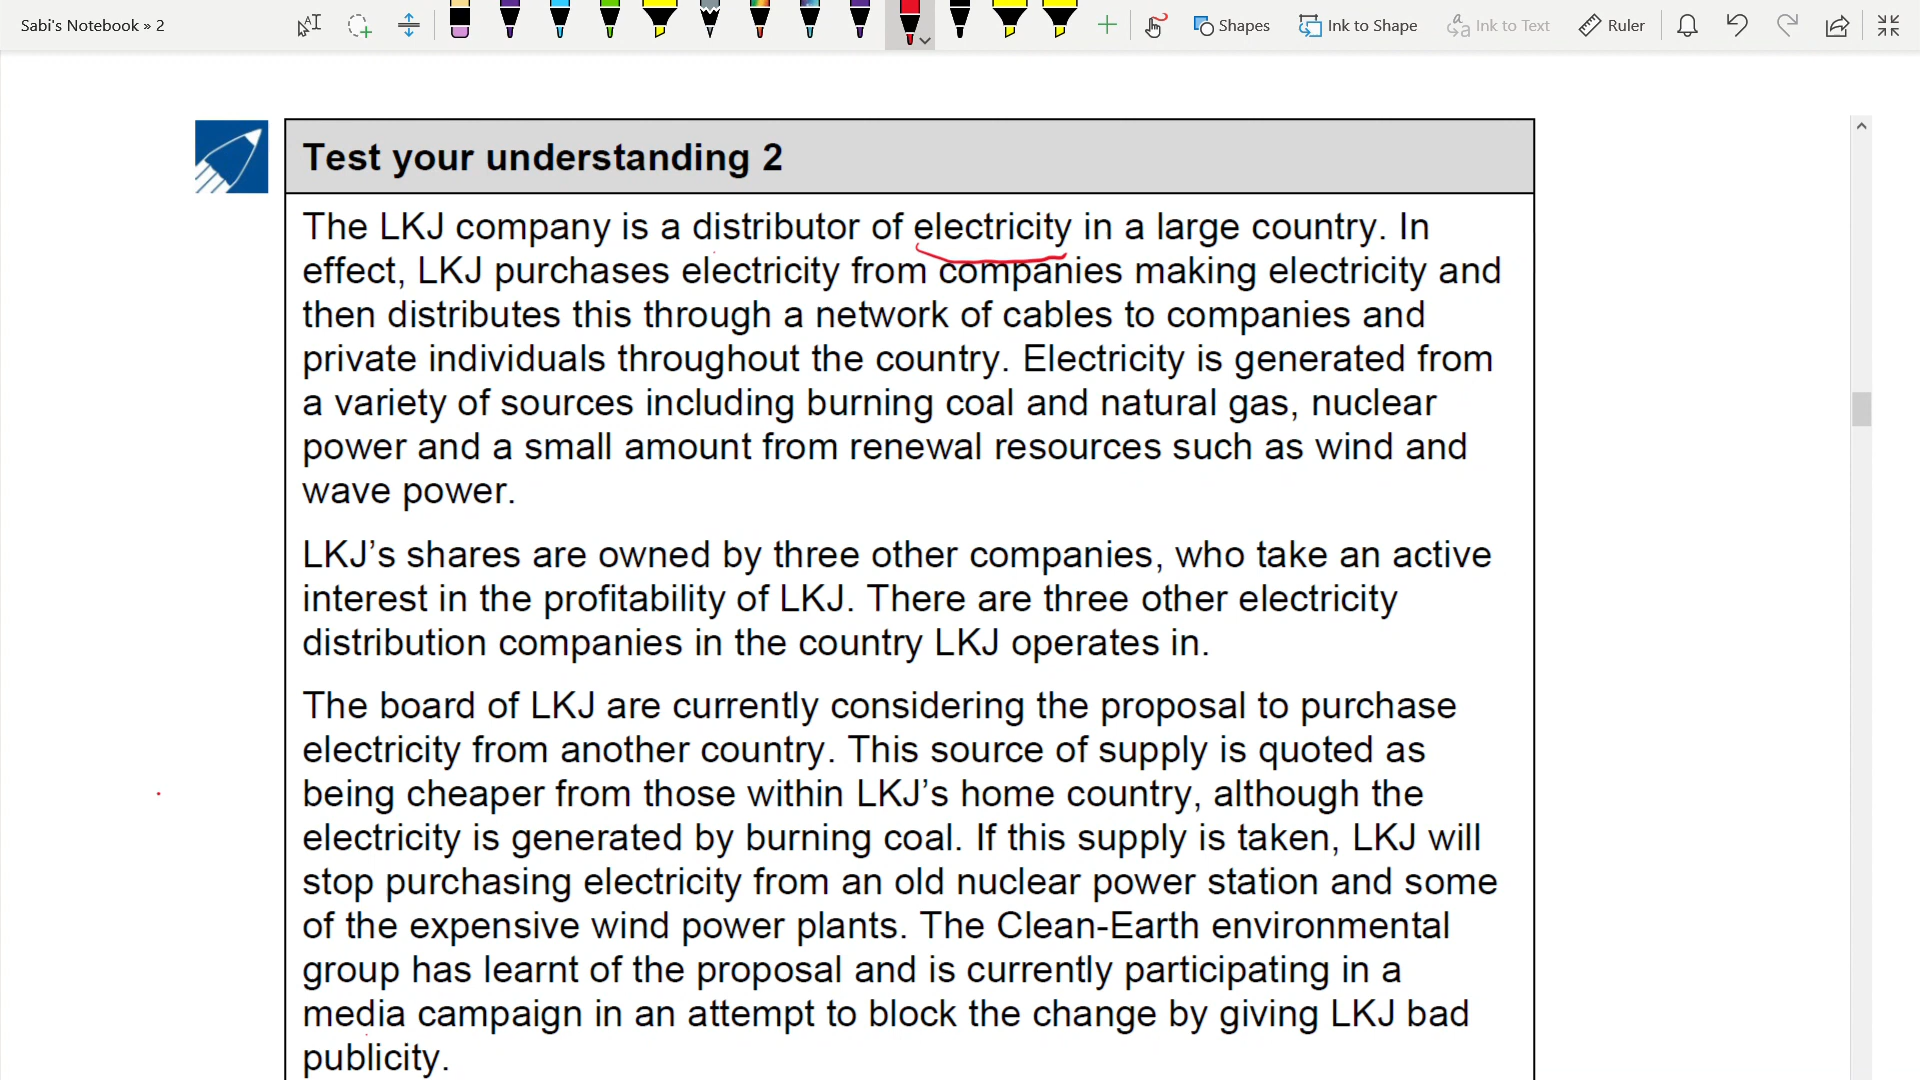 Sabi's Notebook » 2
Shapes
Ink to Shape
Ink to Text
Ruler
Test your understanding 2
The LKJ company is a distributor of electricity in a large country. In
effect, LKJ purchases electricity from companies making electricity and
then distributes this through a network of cables to companies and
private individuals throughout the country. Electricity is generated from
a variety of sources including burning coal and natural gas, nuclear
power and a small amount from renewal resources such as wind and
wave power.
LKJ’s shares are owned by three other companies, who take an active
interest in the profitability of LKJ. There are three other electricity
distribution companies in the country LKJ operates in.
The board of LKJ are currently considering the proposal to purchase
electricity from another country. This source of supply is quoted as
being cheaper from those within LKJ’s home country, although the
electricity is generated by burning coal. If this supply is taken, LKJ will
stop purchasing electricity from an old nuclear power station and some
of the expensive wind power plants. The Clean-Earth environmental
group has learnt of the proposal and is currently participating in a
media campaign in an attempt to block the change by giving LKJ bad
publicity.